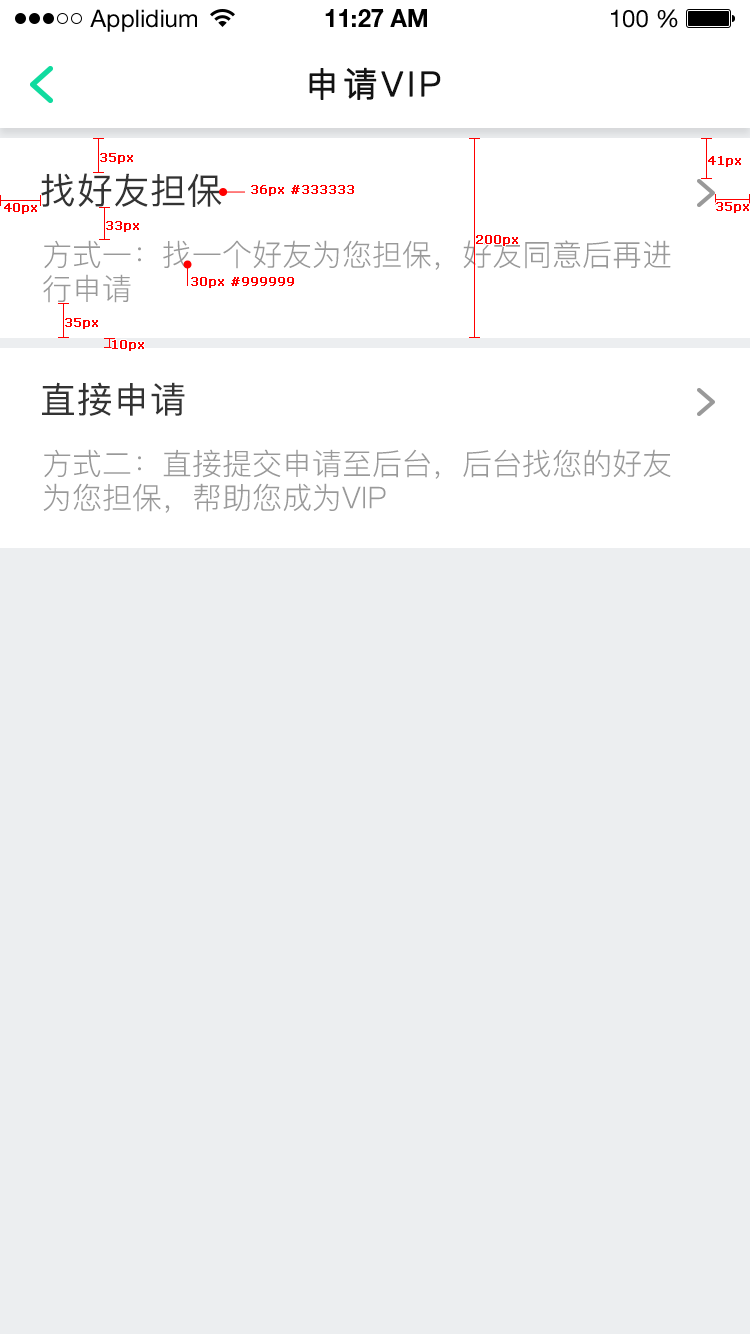 Applidium 11:27 AM 100 %
申请VIP
35px
41px
找好友担保
36px #333333
40px
35px
33px
200px
方式一：找一个好友为您担保，好友同意后再进
30px #999999
行申请
35px
10px
直接申请
方式二：直接提交申请至后台，后台找您的好友
为您担保，帮助您成为VIP